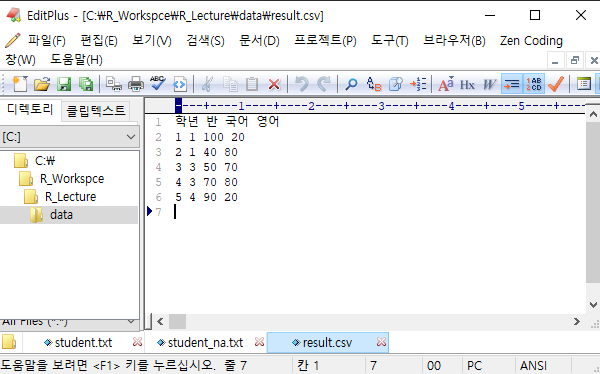 EditPlus - [C:₩R_Workspce₩R_Lecture₩data₩result.csv]
파일(F) 편집(E) 보기(V) 검색(S) 문서(D) 프로젝트(P) 도구(T) 브라우저(B) Zen Coding
창(W) 도움말(H)
디렉토리 클립텍스트
[C:]
C:₩
R_Workspce
R_Lecture
data
----+----1----+----2----+----3----+----4----+----5----+--
1 학년 반 국어 영어
2 1 1 100 20
3 2 1 40 80
4 3 3 50 70
5 4 3 70 80
6 5 4 90 20
7
All Files (*.*)
student.txt student_na.txt result.csv
도움말을 보려면 <F1> 키를 누르십시오. 줄 7 칸 1 7 00 PC ANSI